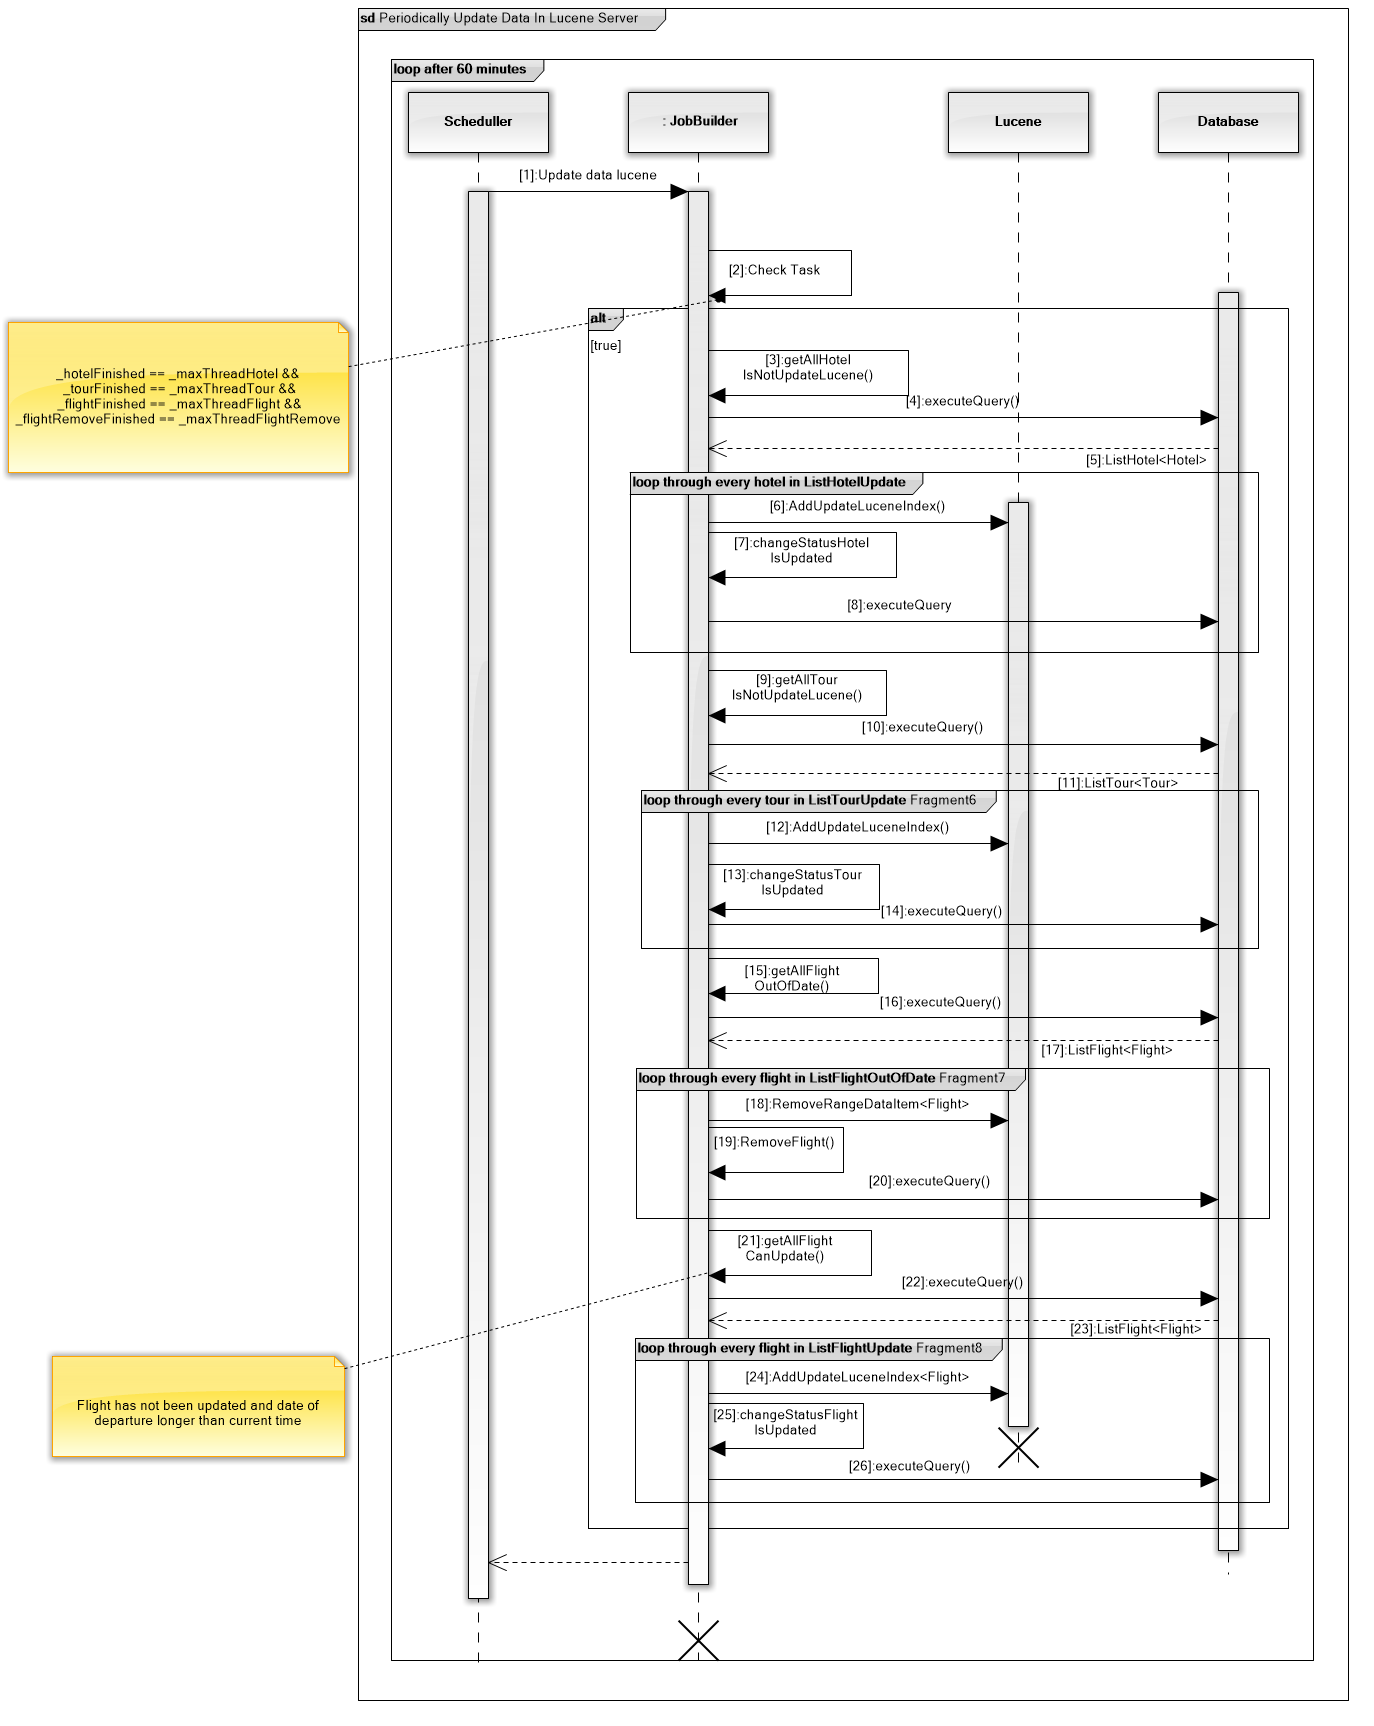 sd Periodically Update Data In Lucene Server
loop after 60 minutes
Scheduller
: JobBuilder
Lucene
Database
[1]:Update data lucene
[2]:Check Task
alt
[true]
_hotelFinished == _maxThreadHotel &&
_tourFinished == _maxThreadTour &&
_flightFinished == _maxThreadFlight &&
_flightRemoveFinished == _maxThreadFlightRemove
[3]:getAllHotel
IsNotUpdateLucene()
[4]:executeQuery()
[5]:ListHotel<Hotel>
loop through every hotel in ListHotelUpdate
[6]:AddUpdateLuceneIndex()
[7]:changeStatusHotel
IsUpdated
[8]:executeQuery
[9]:getAllTour
IsNotUpdateLucene()
[10]:executeQuery()
[11]:ListTour<Tour>
loop through every tour in ListTourUpdate Fragment6
[12]:AddUpdateLuceneIndex()
[13]:changeStatusTour
IsUpdated
[14]:executeQuery()
[15]:getAllFlight
OutOfDate()
[16]:executeQuery()
[17]:ListFlight<Flight>
loop through every flight in ListFlightOutOfDate Fragment7
[18]:RemoveRangeDataItem<Flight>
[19]:RemoveFlight()
[20]:executeQuery()
[21]:getAllFlight
CanUpdate()
[22]:executeQuery()
[23]:ListFlight<Flight>
loop through every flight in ListFlightUpdate Fragment8
[24]:AddUpdateLuceneIndex<Flight>
Flight has not been updated and date of
departure longer than current time
[25]:changeStatusFlight
IsUpdated
[26]:executeQuery()